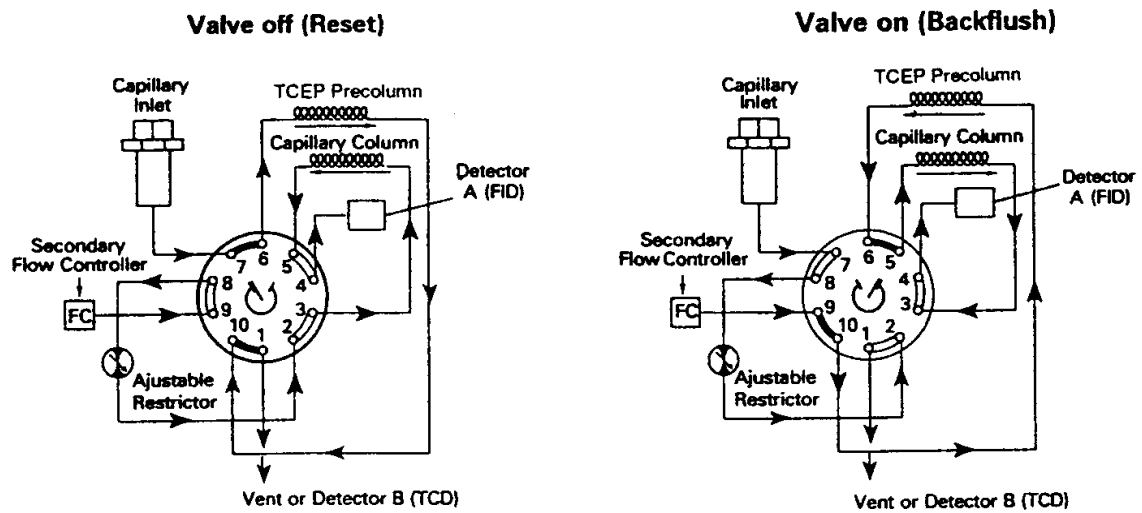 Valve off (Reset)
Capillary
Inlet
TCEP Precolumn
Capillary Column
Detector
A (FID)
Secondary
Flow Controller
FC
7
6
5
8
4
9
3
10
1
2
Ajustable
Restrictor
Vent or Detector B (TCD)
Valve on (Backflush)
Capillary
Inlet
TCEP Precolumn
Capillary Column
Detector
A (FID)
Secondary
Flow Controller
FC
7
6
5
8
4
9
3
10
1
2
Ajustable
Restrictor
Vent or Detector B (TCD)